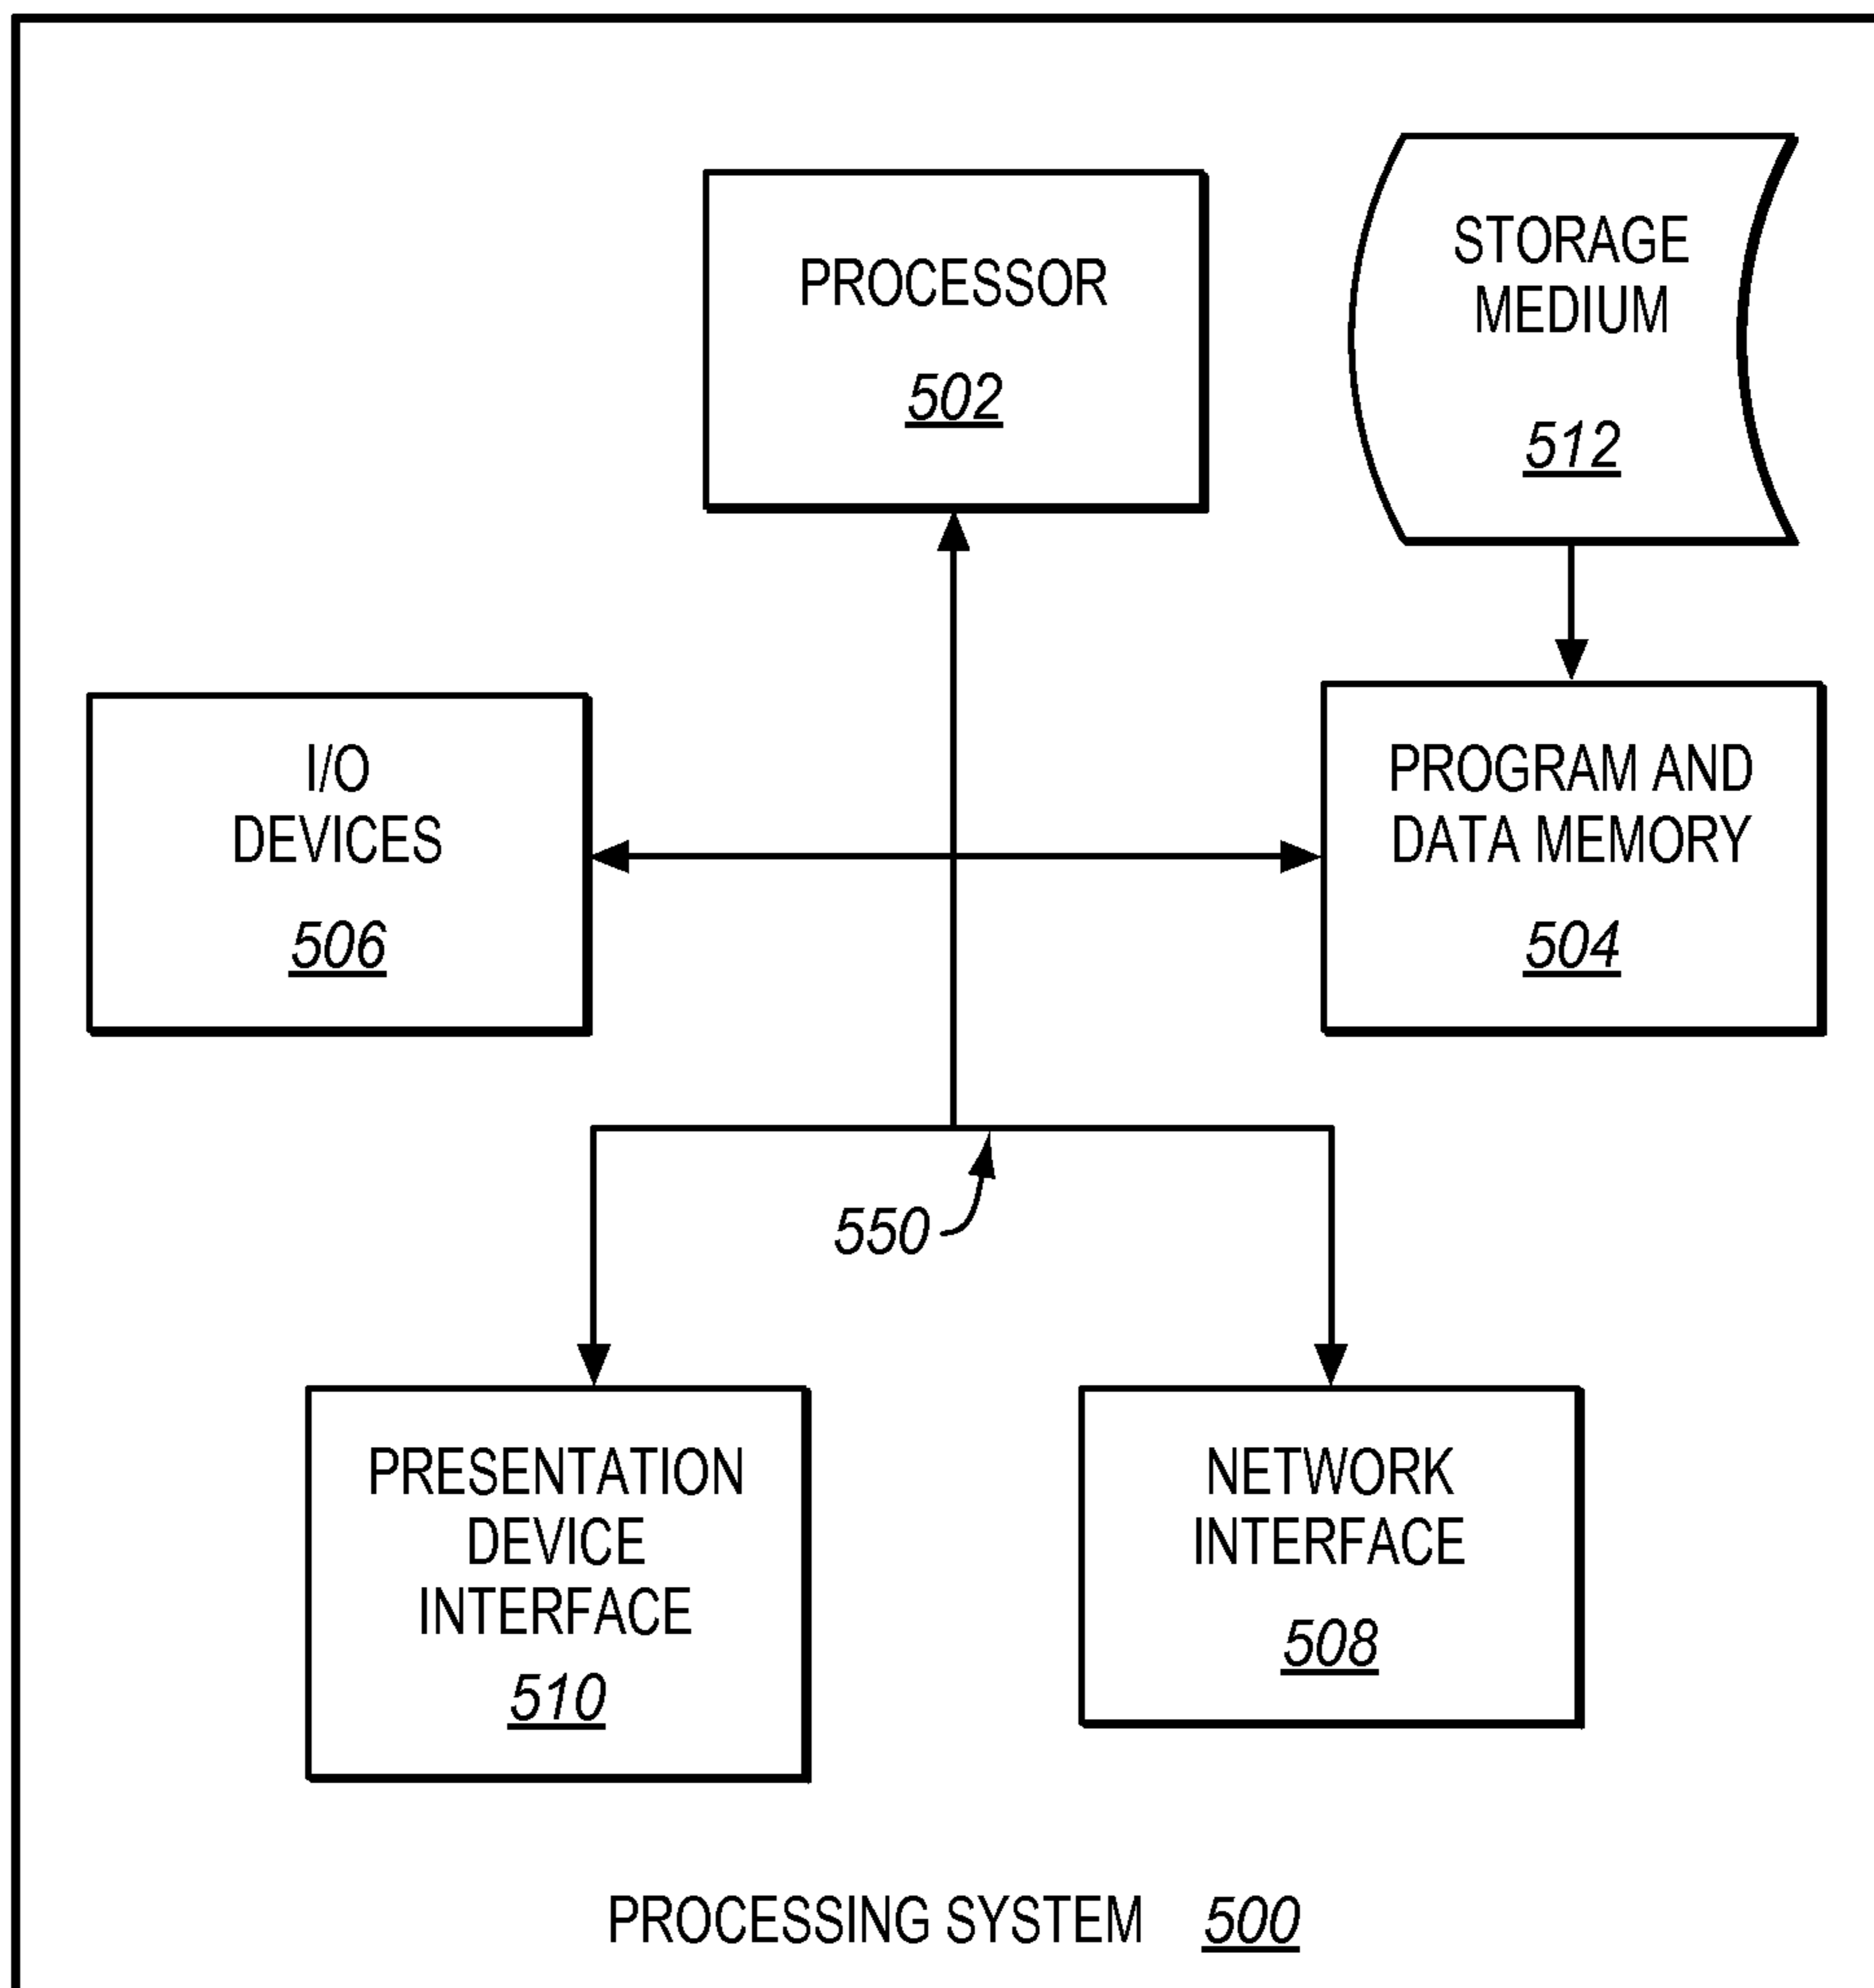 PROCESSOR
502
STORAGE
MEDIUM
512
I/O
DEVICES
506
PROGRAM AND
DATA MEMORY
504
550
PRESENTATION
DEVICE
INTERFACE
510
NETWORK
INTERFACE
508
PROCESSING SYSTEM 500